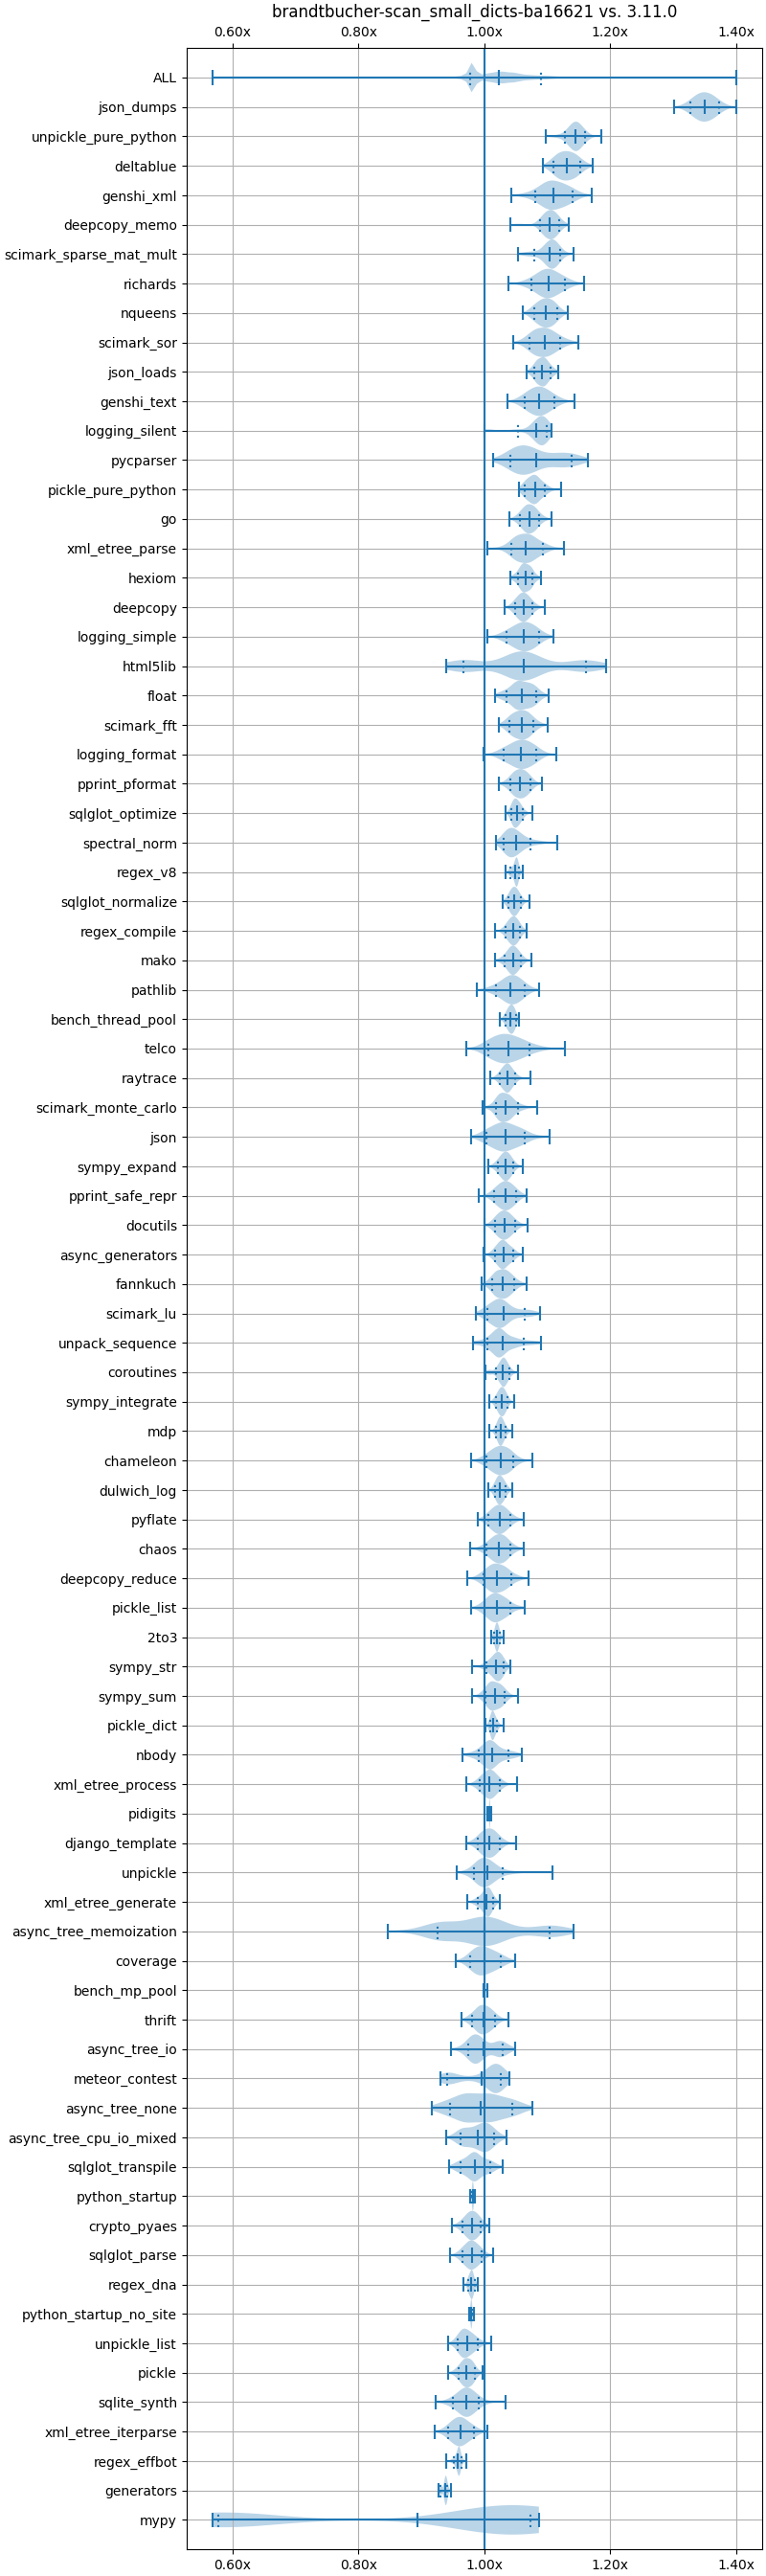 brandtbucher-scan_small_dicts-ba16621 vs. 3.11.0
0.60x 0.80x 1.00x 1.20x 1.40x
ALL
json_dumps
unpickle_pure_python
deltablue
genshi_xml
deepcopy_memo
scimark_sparse_mat_mult
richards
nqueens
scimark_sor
json_loads
genshi_text
logging_silent
pycparser
pickle_pure_python
go
xml_etree_parse
hexiom
deepcopy
logging_simple
html5lib
float
scimark_fft
logging_format
pprint_pformat
sqlglot_optimize
spectral_norm
regex_v8
sqlglot_normalize
regex_compile
mako
pathlib
bench_thread_pool
telco
raytrace
scimark_monte_carlo
json
sympy_expand
pprint_safe_repr
docutils
async_generators
fannkuch
scimark_lu
unpack_sequence
coroutines
sympy_integrate
mdp
chameleon
dulwich_log
pyflate
chaos
deepcopy_reduce
pickle_list
2to3
sympy_str
sympy_sum
pickle_dict
nbody
xml_etree_process
pidigits
django_template
unpickle
xml_etree_generate
async_tree_memoization
coverage
bench_mp_pool
thrift
async_tree_io
meteor_contest
async_tree_none
async_tree_cpu_io_mixed
sqlglot_transpile
python_startup
crypto_pyaes
sqlglot_parse
regex_dna
python_startup_no_site
unpickle_list
pickle
sqlite_synth
xml_etree_iterparse
regex_effbot
generators
mypy
0.60x 0.80x 1.00x 1.20x 1.40x